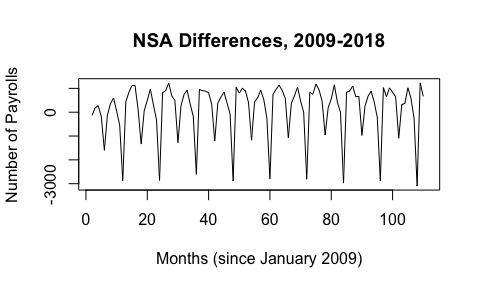 NSA Differences, 2009-2018
Number of Payrolls
0
-3000
0 20 40 60 80 100
Months (since January 2009)